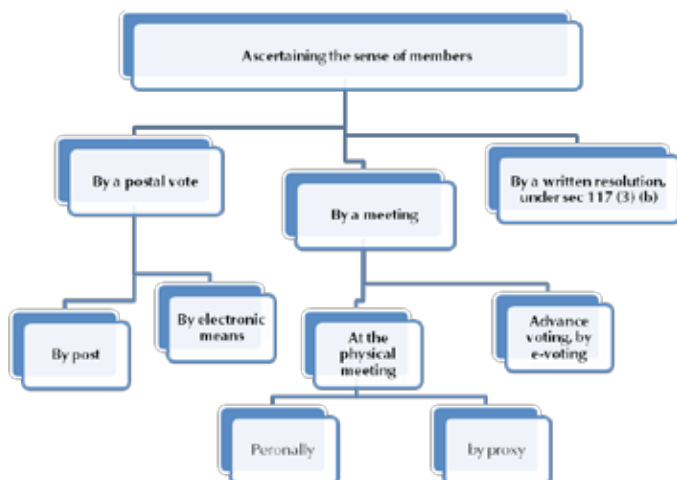 Ascertaining the sense of members
By a postal vote
By a meeting
By a written resolution,
under sec 117 (3) (b)
By post
By electronic
means
At the
physical
meeting
Advance
voting, by
e-voting
Peronally
by proxy